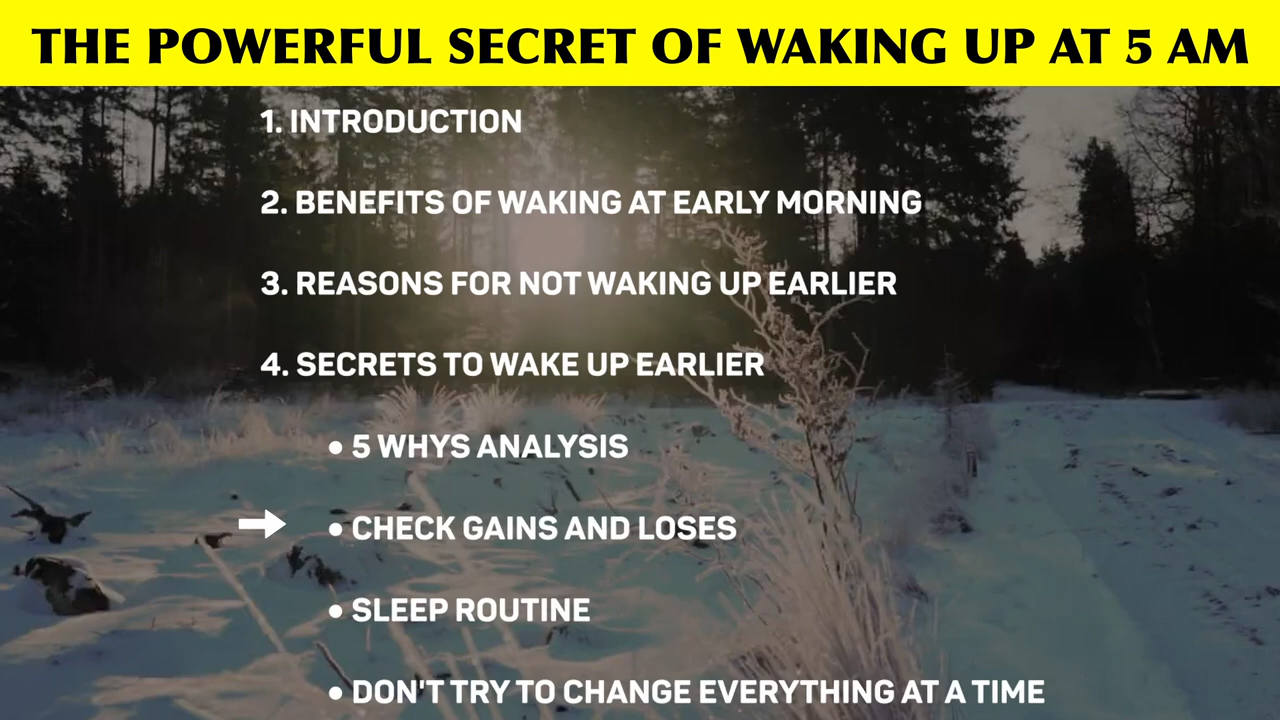 THE POWERFUL SECRET OF WAKING UP AT 5 AM
1. INTRODUCTION
2. BENEFITS OF WAKING AT EARLY MORNING
3. REASONS FOR NOT WAKING UP EARLIER
4. SECRETS TO WAKE UP EARLIER
• 5 WHYS ANALYSIS
• CHECK GAINS AND LOSES
• SLEEP ROUTINE
• DON'T TRY TO CHANGE EVERYTHING AT A TIME